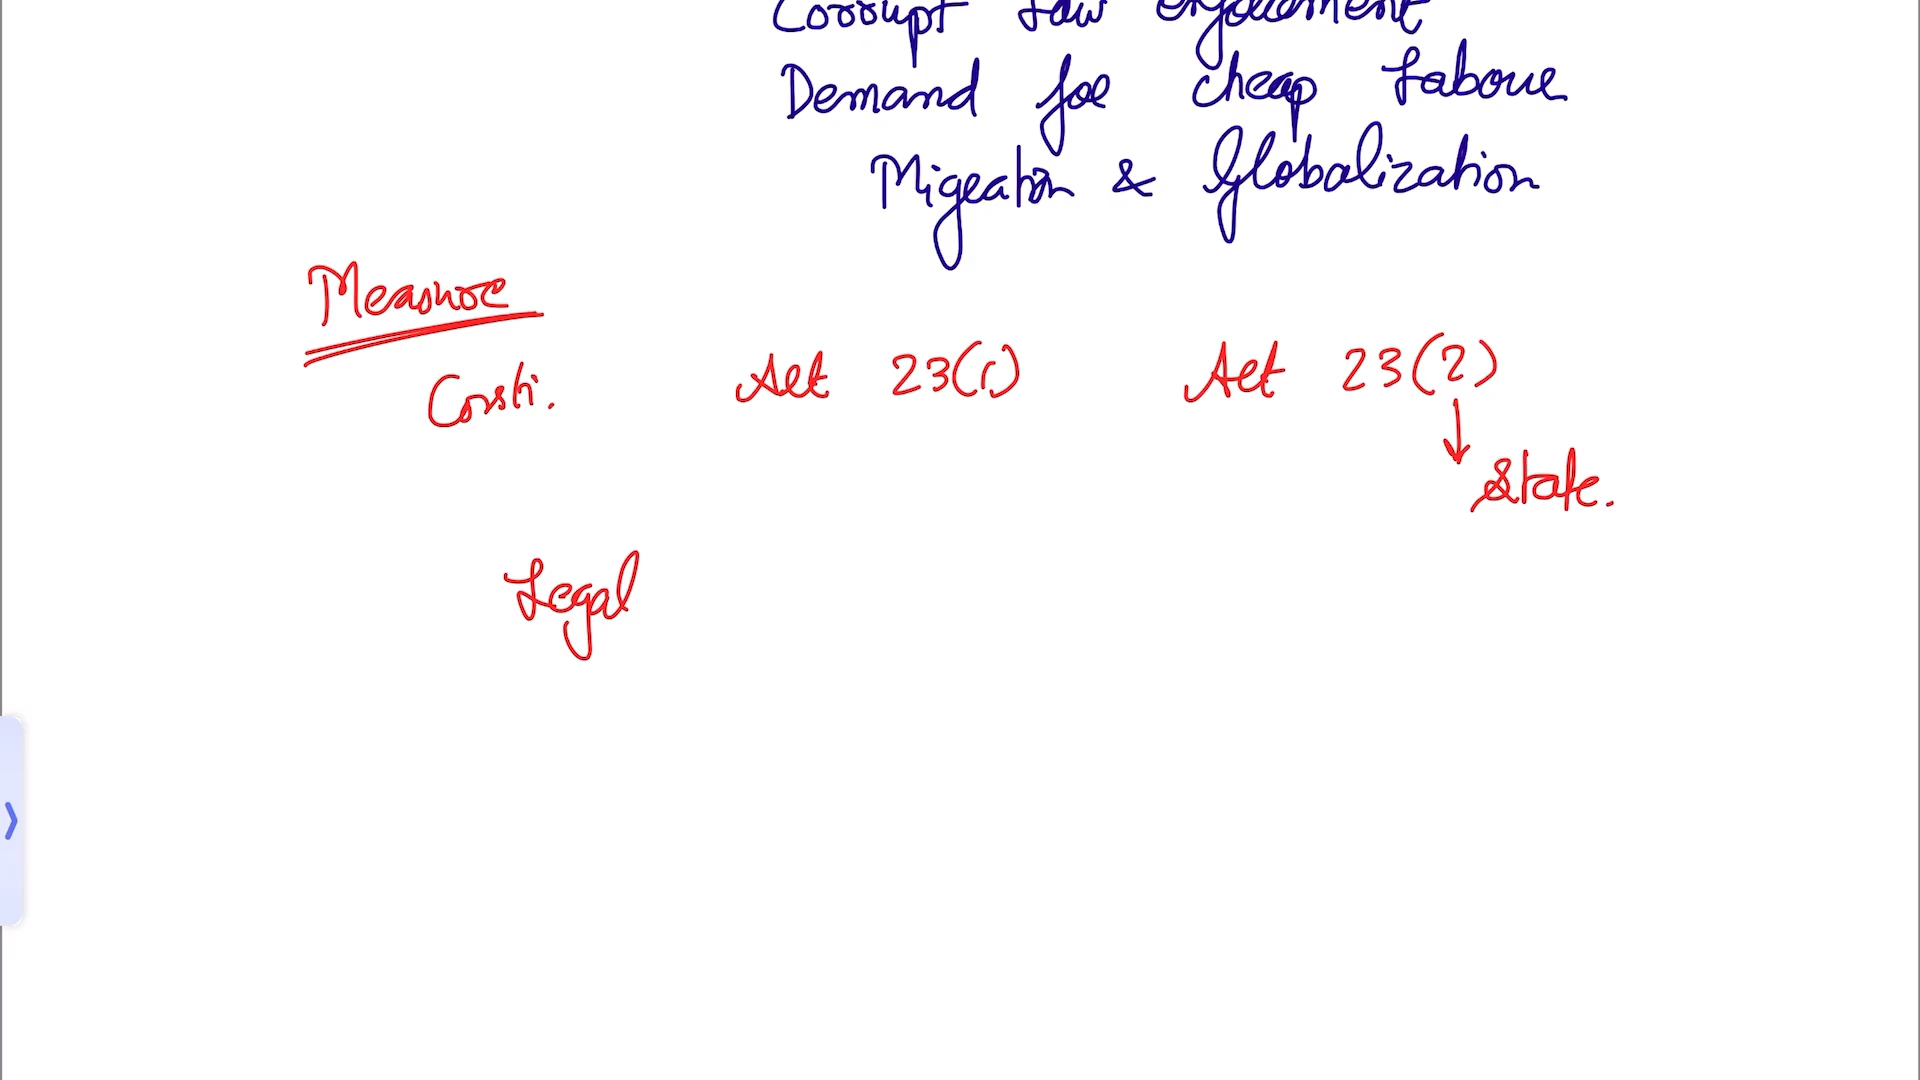 Corrupt Law enforcement
Demand for cheap Labour
Migration & Globalization
Measure
Consti. Art 23(1) Art 23(2)
State.
Legal